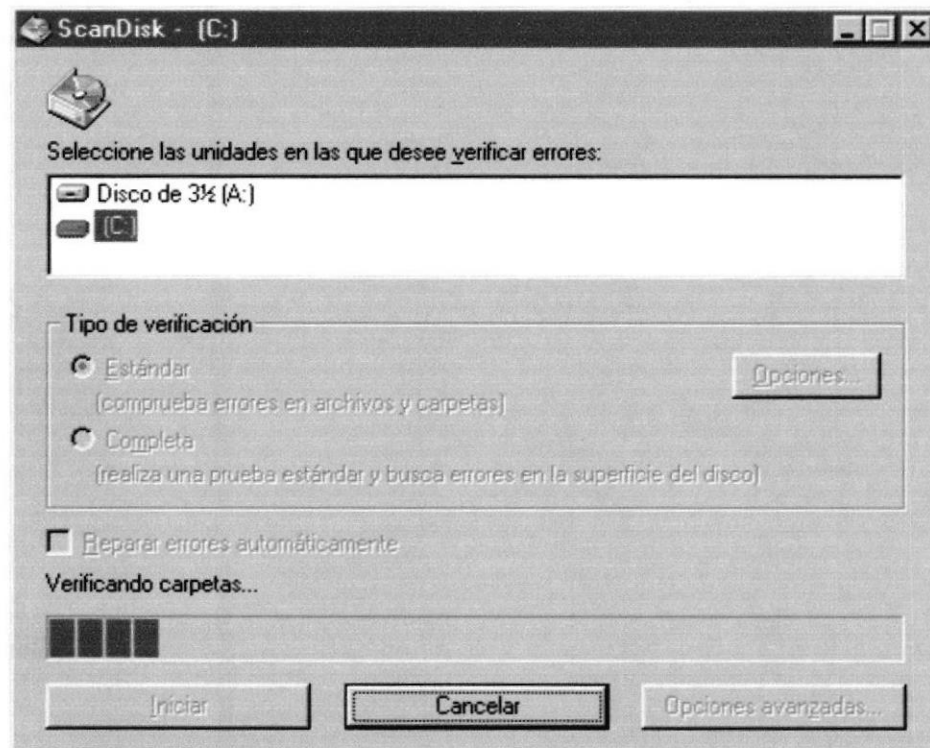 ScanDisk - (C:)
Seleccione las unidades en las que desee verificar errores:
Disco de 3½ (A:)
(C:)
Tipo de verificación
Estándar
Opciones...
(comprueba errores en archivos y carpetas)
Completa
(realiza una prueba estándar y busca errores en la superficie del disco)
Reparar errores automáticamente
Verificando carpetas...
Iniciar Cancelar Opciones avanzadas...